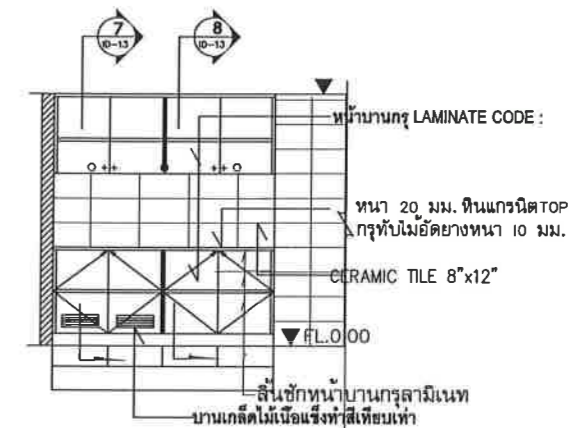 7
ID-13
8
ID-13
หน้าบานกรุ LAMINATE CODE :
หนา 20 มม. หินแกรนิตTOP
กรุทับไม้อัดยางหนา 10 มม.
CERAMIC TILE 8"x12"
FL.0.00
ลิ้นชักหน้าบานกรุลามิเนท
บานเกล็ดไม้เนื้อแข็งทำสีเทียบเท่า